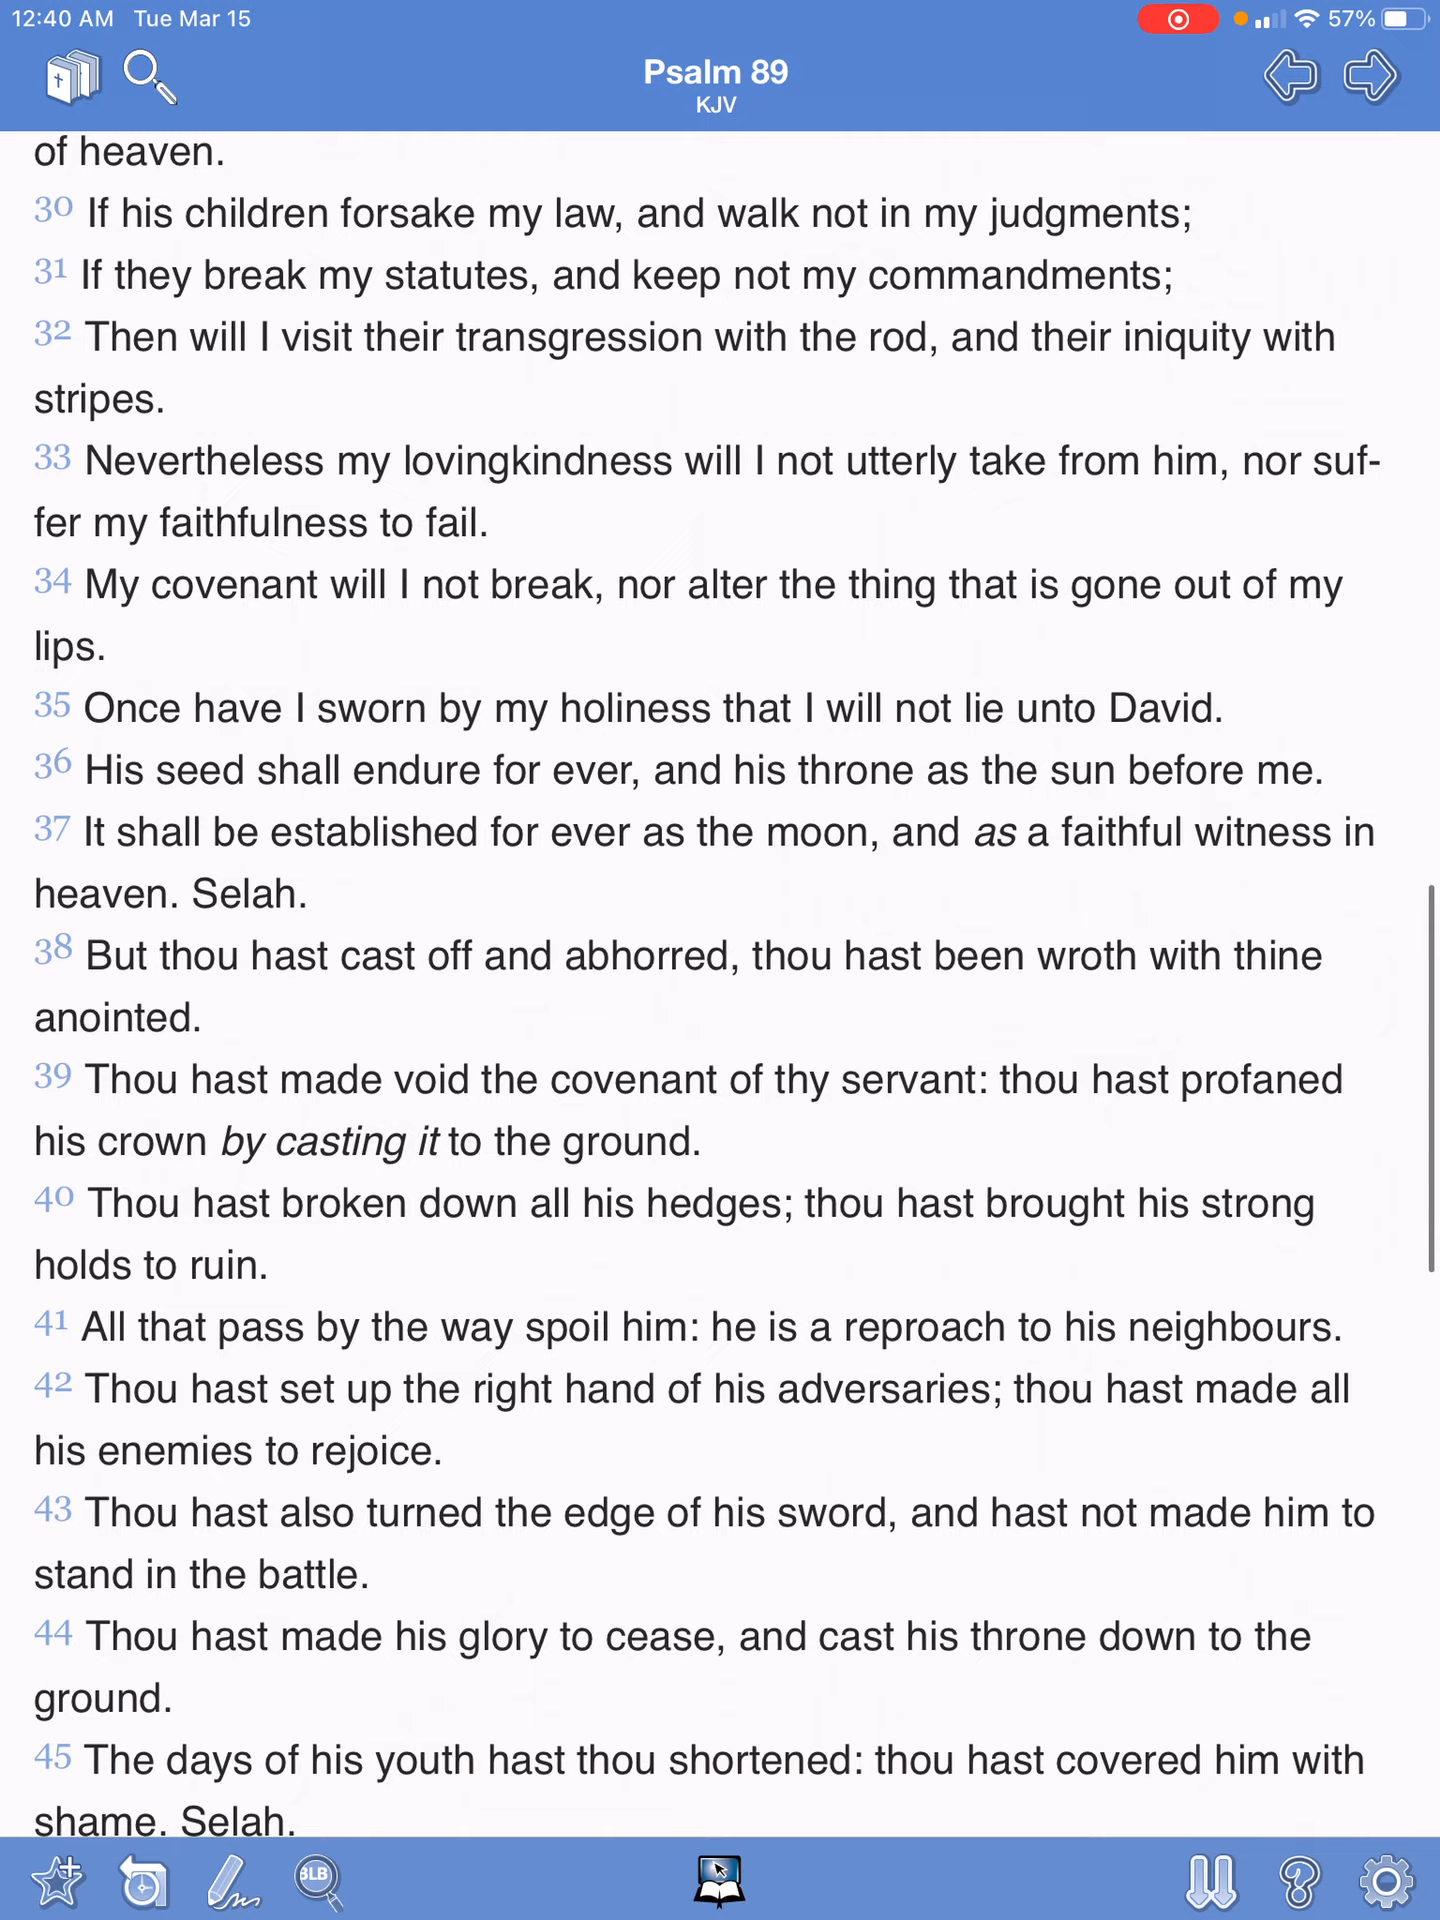 12:40 AM Tue Mar 15
57%
Psalm 89
KJV
of heaven.
30 If his children forsake my law, and walk not in my judgments;
31 If they break my statutes, and keep not my commandments;
32 Then will I visit their transgression with the rod, and their iniquity with
stripes.
33 Nevertheless my lovingkindness will I not utterly take from him, nor suf-
fer my faithfulness to fail.
34 My covenant will I not break, nor alter the thing that is gone out of my
lips.
35 Once have I sworn by my holiness that I will not lie unto David.
36 His seed shall endure for ever, and his throne as the sun before me.
37 It shall be established for ever as the moon, and as a faithful witness in
heaven. Selah.
38 But thou hast cast off and abhorred, thou hast been wroth with thine
anointed.
39 Thou hast made void the covenant of thy servant: thou hast profaned
his crown by casting it to the ground.
40 Thou hast broken down all his hedges; thou hast brought his strong
holds to ruin.
41 All that pass by the way spoil him: he is a reproach to his neighbours.
42 Thou hast set up the right hand of his adversaries; thou hast made all
his enemies to rejoice.
43 Thou hast also turned the edge of his sword, and hast not made him to
stand in the battle.
44 Thou hast made his glory to cease, and cast his throne down to the
ground.
45 The days of his youth hast thou shortened: thou hast covered him with
shame. Selah.
BLB